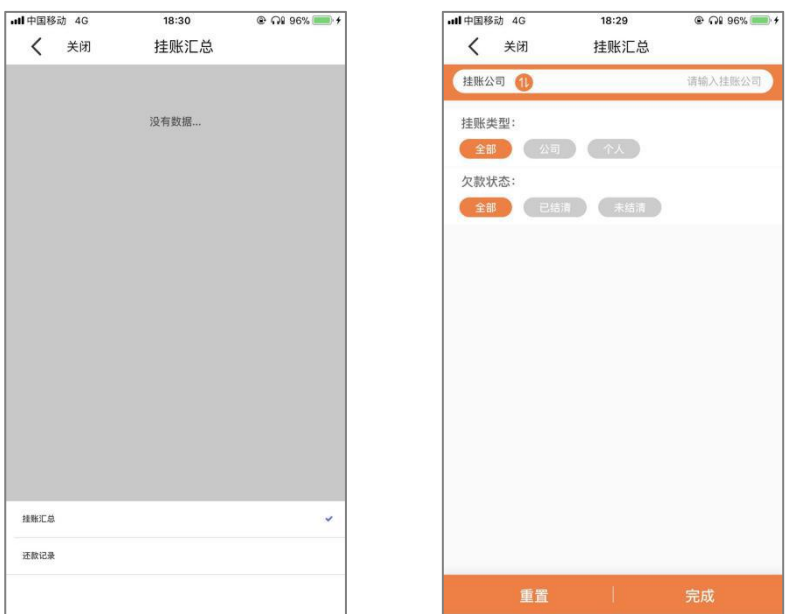 中国移动 4G 18:30 96%
关闭 挂账汇总
没有数据...
挂账汇总
还款记录
中国移动 4G 18:29 96%
关闭 挂账汇总
挂账公司 请输入挂账公司
挂账类型：
全部 公司 个人
欠款状态：
全部 已结清 未结清
重置 完成